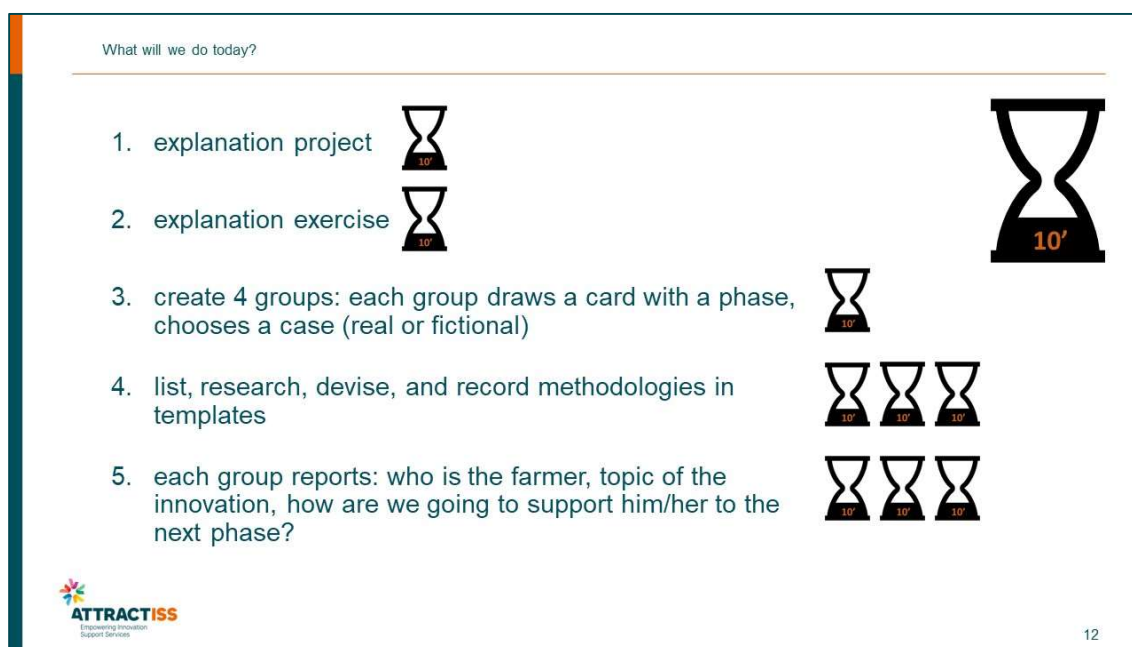 What will we do today?
1. explanation project
10'
10'
2. explanation exercise
10'
3. create 4 groups: each group draws a card with a phase,
chooses a case (real or fictional)
10'
4. list, research, devise, and record methodologies in
templates
10' 10' 10'
5. each group reports: who is the farmer, topic of the
innovation, how are we going to support him/her to the
next phase?
10' 10' 10'
ATTRACTISS
Empowering Innovation
Support Services
12